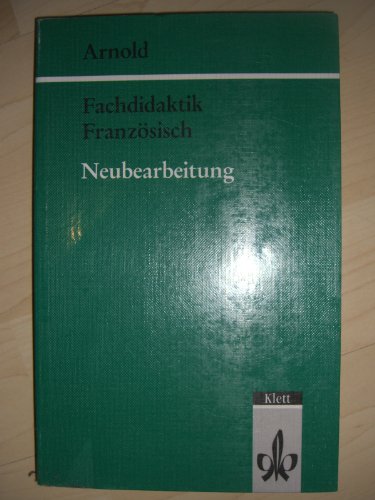 Arnold
Fachdidaktik
Französisch
Neubearbeitung
Klett